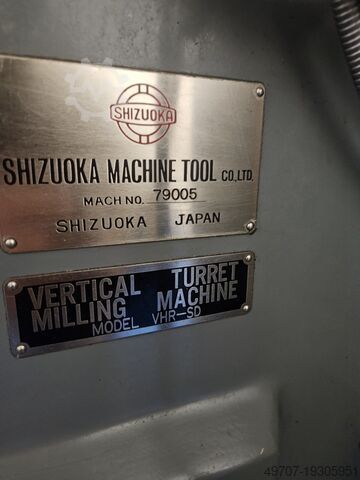 SHIZUOKA
SHIZUOKA MACHINE TOOL CO.,LTD.
MACH NO. 79005
SHIZUOKA JAPAN
VERTICAL TURRET
MILLING MACHINE
MODEL VHR-SD
49707-19305951